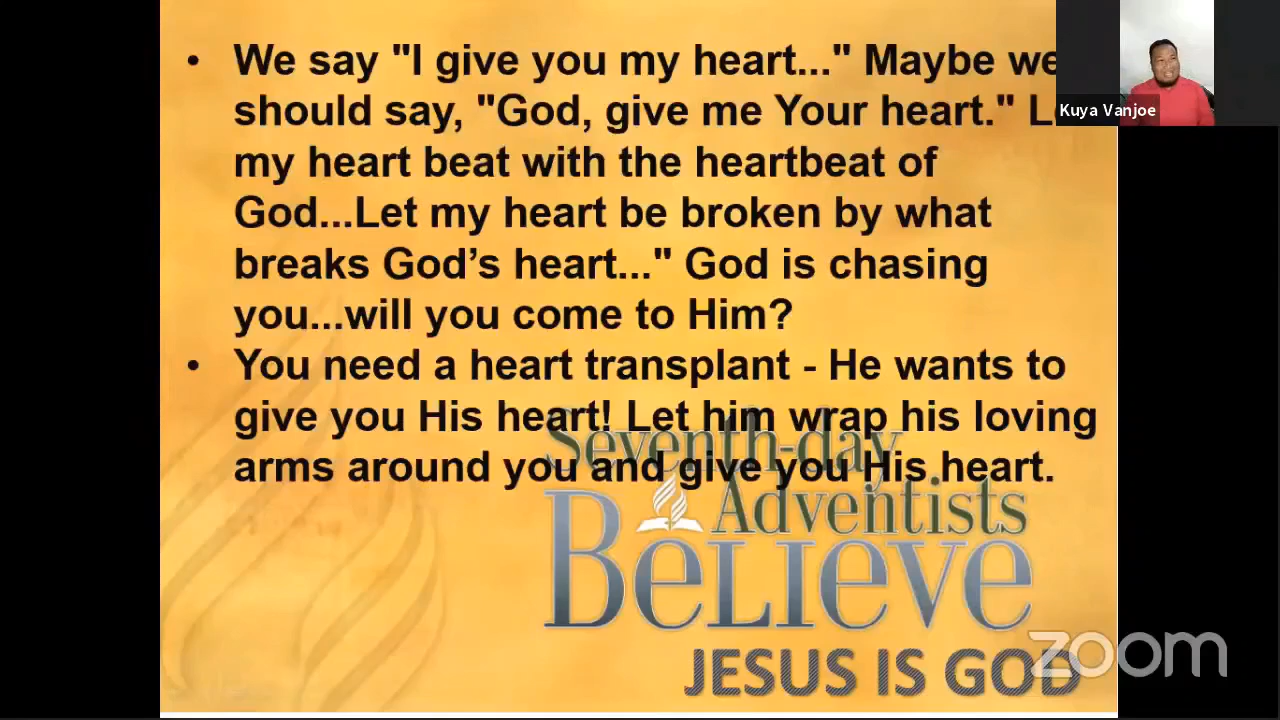 • We say "I give you my heart..." Maybe we
should say, "God, give me Your heart."
my heart beat with the heartbeat of
God...Let my heart be broken by what
breaks God’s heart..." God is chasing
you...will you come to Him?
• You need a heart transplant - He wants to
give you His heart! Let him wrap his loving
arms around you and give you His heart.
Seventh-day
Adventists
BeLIeve
JESUS IS GOD
Kuya Vanjoe
zoom